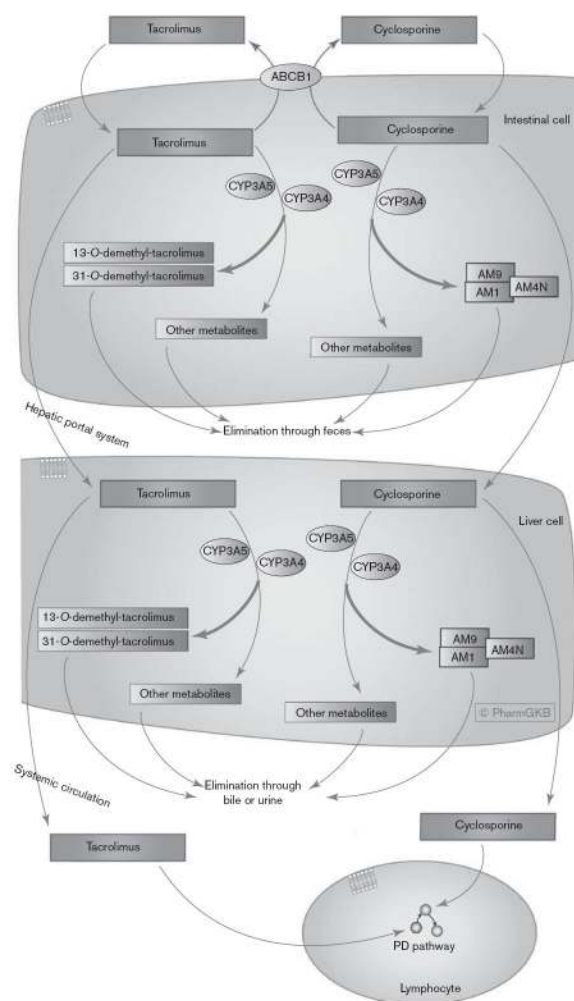 Tacrolimus
Cyclosporine
ABCB1
Intestinal cell
Tacrolimus
Cyclosporine
CYP3A5
CYP3A4
CYP3A5
CYP3A4
13-O-demethyl-tacrolimus
31-O-demethyl-tacrolimus
AM9
AM1
AM4N
Other metabolites
Other metabolites
Hepatic portal system
Elimination through feces
Tacrolimus
Cyclosporine
Liver cell
CYP3A5
CYP3A4
CYP3A5
CYP3A4
13-O-demethyl-tacrolimus
31-O-demethyl-tacrolimus
AM9
AM1
AM4N
Other metabolites
Other metabolites
© PharmGKB
Systemic circulation
Elimination through
bile or urine
Tacrolimus
Cyclosporine
PD pathway
Lymphocyte